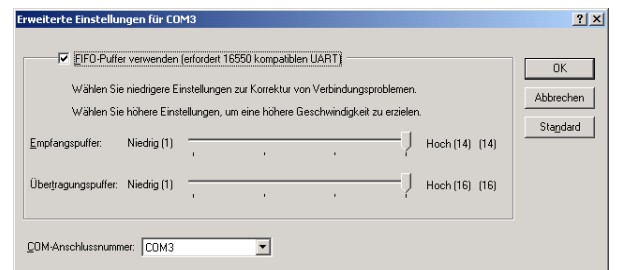 Erweiterte Einstellungen für COM3
FIFO-Puffer verwenden (erfordert 16550 kompatiblen UART)
OK
Wählen Sie niedrigere Einstellungen zur Korrektur von Verbindungsproblemen.
Abbrechen
Wählen Sie höhere Einstellungen, um eine höhere Geschwindigkeit zu erzielen.
Standard
Empfangspuffer: Niedrig (1) Hoch (14) (14)
Übertragungspuffer: Niedrig (1) Hoch (16) (16)
COM-Anschlussnummer: COM3